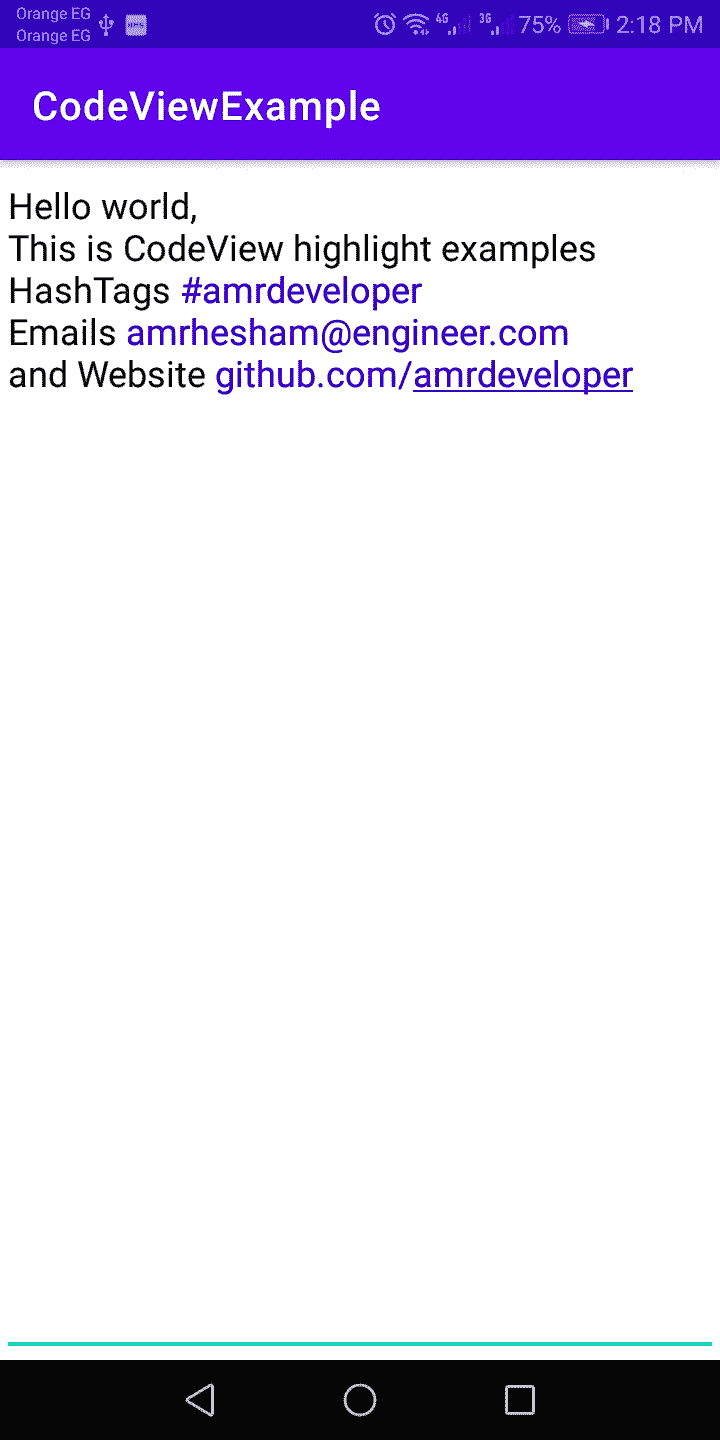 Orange EG
Orange EG
4G
3G
75%
2:18 PM
CodeViewExample
Hello world,
This is CodeView highlight examples
HashTags #amrdeveloper
Emails amrhesham@engineer.com
and Website github.com/amrdeveloper